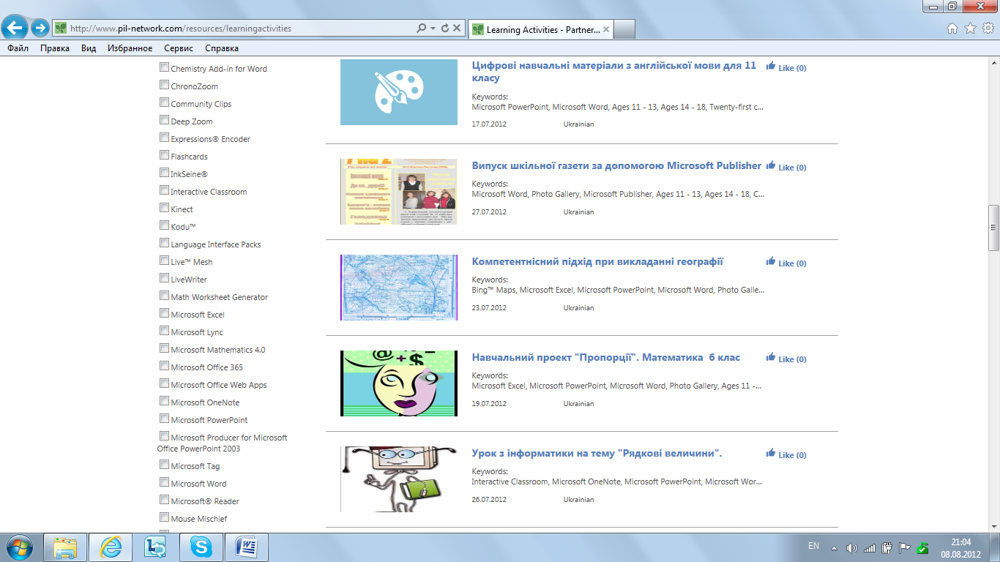 http://www.pil-network.com/resources/learningactivities
Learning Activities - Partner...
Файл Правка Вид Избранное Сервис Справка
Chemistry Add-in for Word
ChronoZoom
Community Clips
Deep Zoom
Expressions® Encoder
Flashcards
InkSeine®
Interactive Classroom
Kinect
Kodu™
Language Interface Packs
Live™ Mesh
LiveWriter
Math Worksheet Generator
Microsoft Excel
Microsoft Lync
Microsoft Mathematics 4.0
Microsoft Office 365
Microsoft Office Web Apps
Microsoft OneNote
Microsoft PowerPoint
Microsoft Producer for Microsoft
Office PowerPoint 2003
Microsoft Tag
Microsoft Word
Microsoft® Reader
Mouse Mischief
Цифрові навчальні матеріали з англійської мови для 11
класу
Like (0)
Keywords:
Microsoft PowerPoint, Microsoft Word, Ages 11 - 13, Ages 14 - 18, Twenty-first c...
17.07.2012 Ukrainian
Випуск шкільної газети за допомогою Microsoft Publisher
Like (0)
Keywords:
Microsoft Word, Photo Gallery, Microsoft Publisher, Ages 11 - 13, Ages 14 - 18, C...
27.07.2012 Ukrainian
Компетентнісний підхід при викладанні географії
Like (0)
Keywords:
Bing™ Maps, Microsoft Excel, Microsoft PowerPoint, Microsoft Word, Photo Galle...
23.07.2012 Ukrainian
Навчальний проект "Пропорції". Математика 6 клас
Like (0)
Keywords:
Microsoft Excel, Microsoft PowerPoint, Microsoft Word, Photo Gallery, Ages 11 -...
19.07.2012 Ukrainian
Урок з інформатики на тему "Рядкові величини".
Like (0)
Keywords:
Interactive Classroom, Microsoft OneNote, Microsoft PowerPoint, Microsoft Wor...
26.07.2012 Ukrainian
EN
21:04
08.08.2012